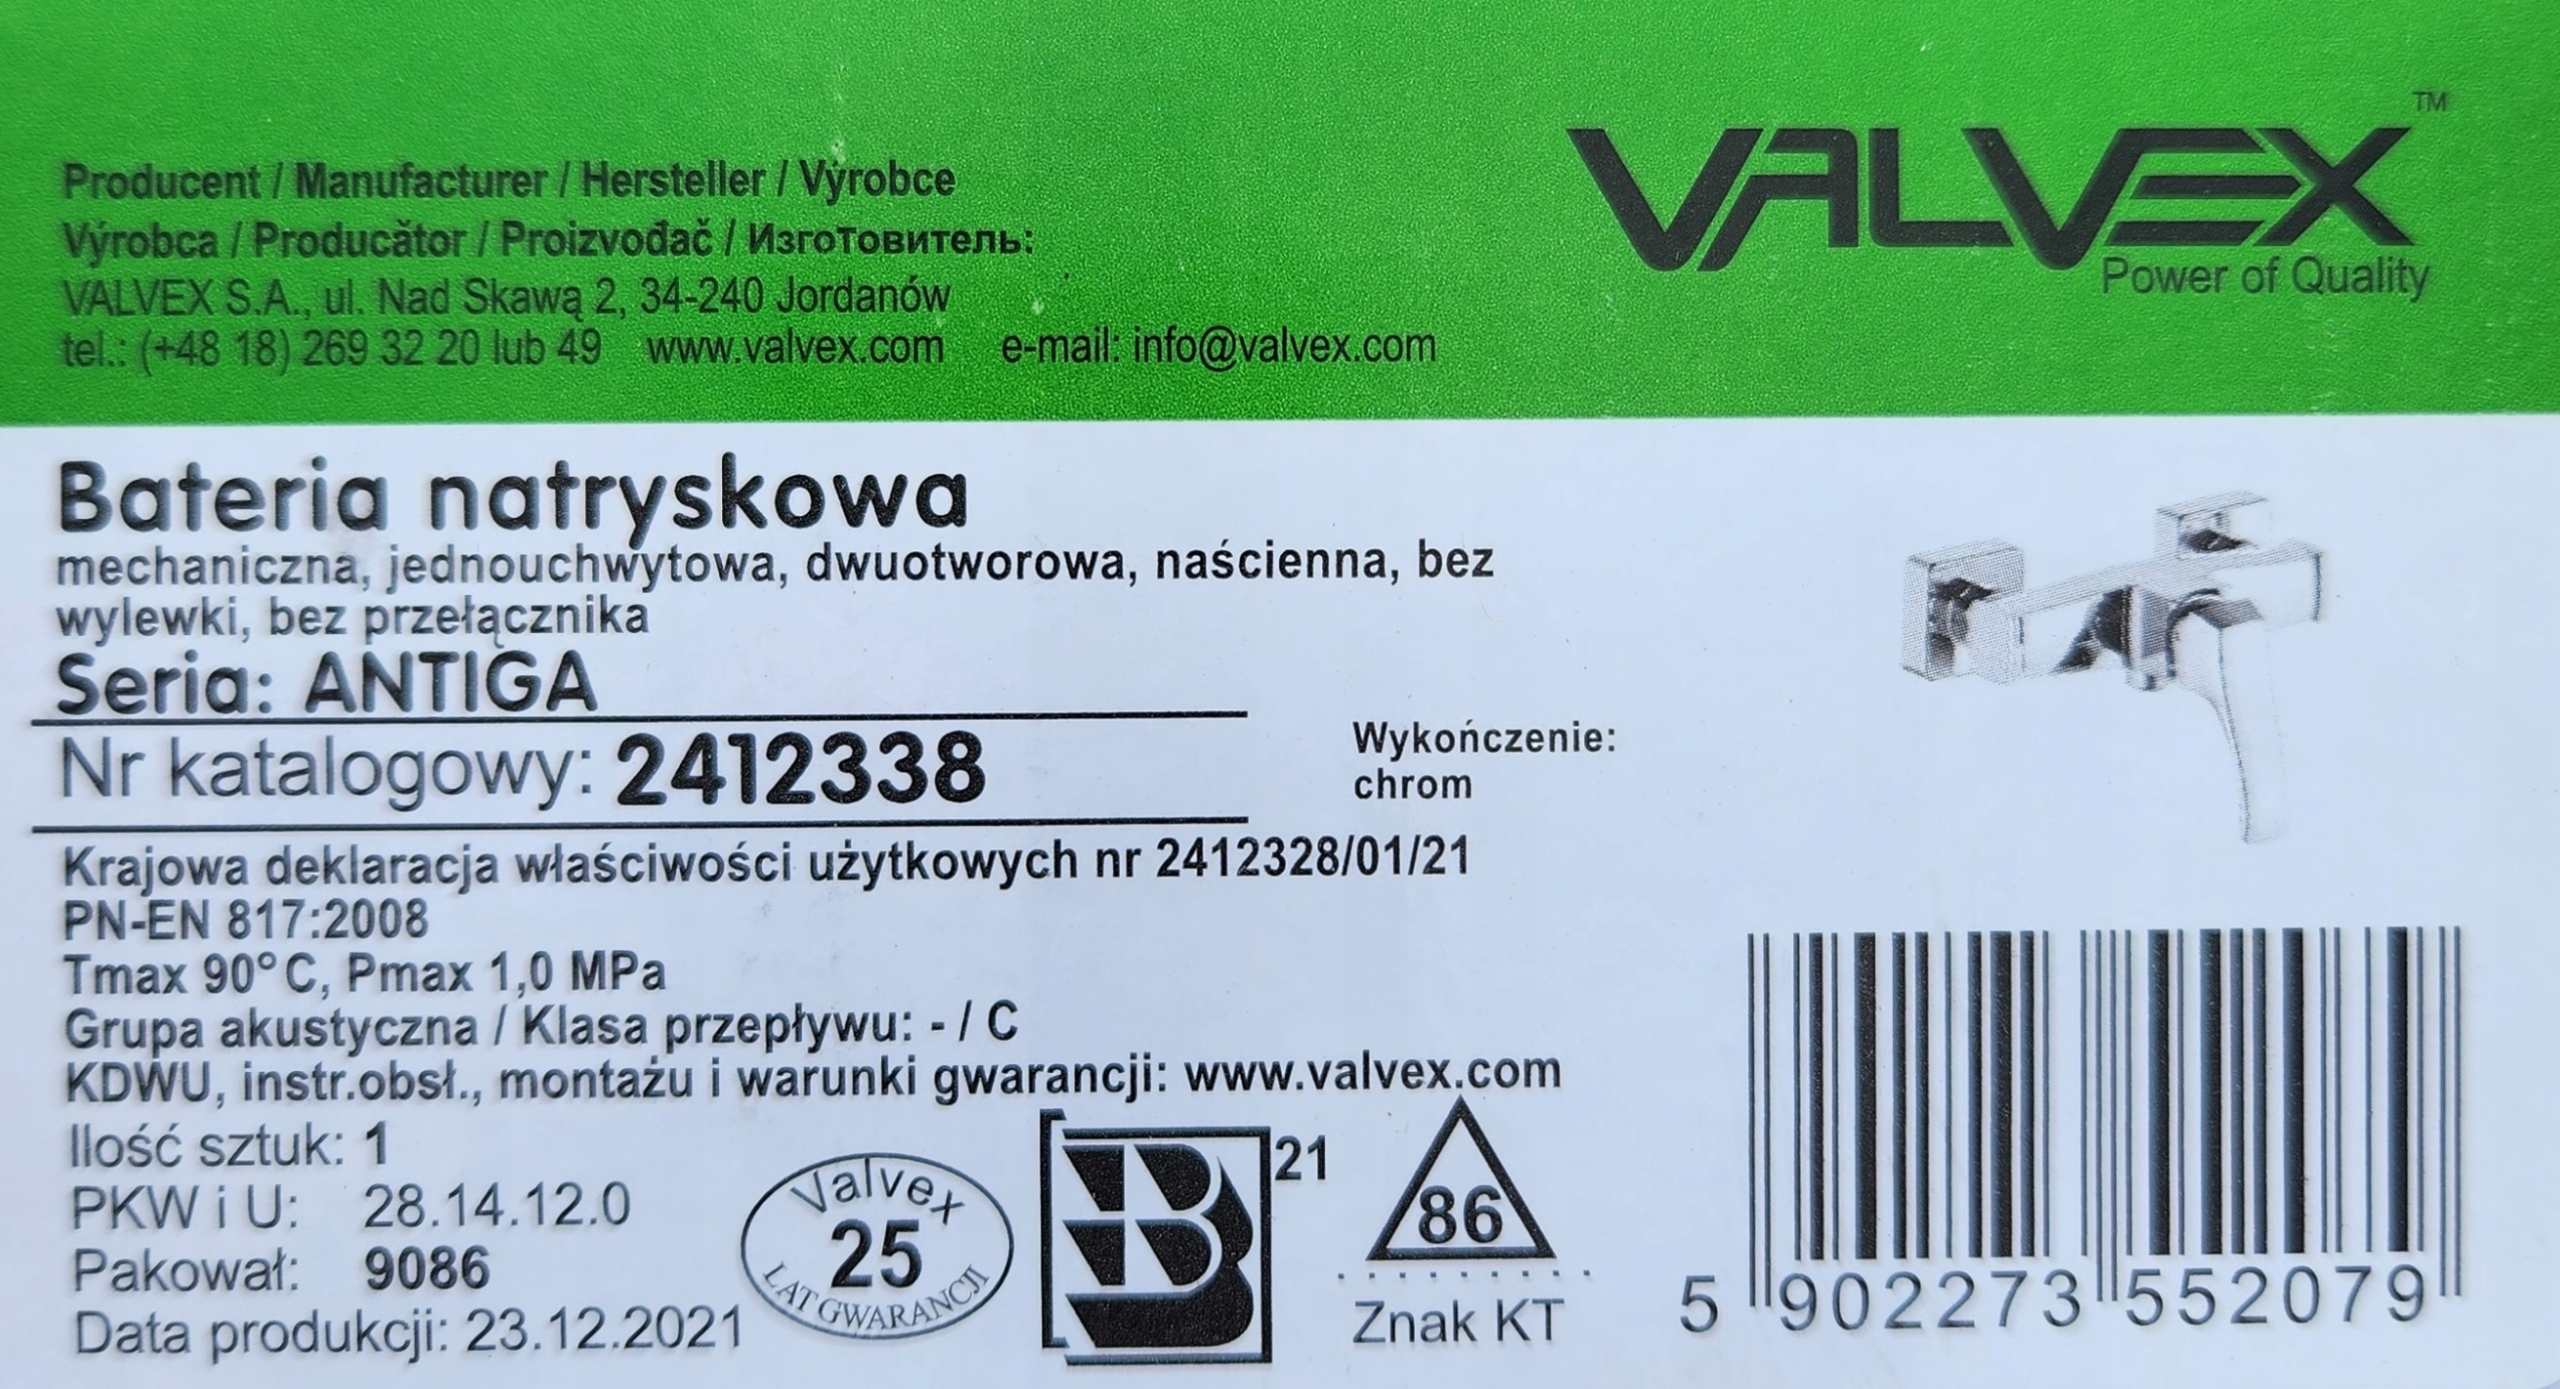 Producent / Manufacturer / Hersteller / Výrobce
Výrobca / Producător / Proizvođač / Изготовитель:
VALVEX S.A., ul. Nad Skawą 2, 34-240 Jordanów
tel.: (+48 18) 269 32 20 lub 49 www.valvex.com e-mail: info@valvex.com
VALVEX TM
Power of Quality
Bateria natryskowa
mechaniczna, jednouchwytowa, dwuotworowa, naścienna, bez
wylewki, bez przełącznika
Seria: ANTIGA
Nr katalogowy: 2412338
Wykończenie:
chrom
Krajowa deklaracja właściwości użytkowych nr 2412328/01/21
PN-EN 817:2008
Tmax 90°C, Pmax 1,0 MPa
Grupa akustyczna / Klasa przepływu: - / C
KDWU, instr.obsł., montażu i warunki gwarancji: www.valvex.com
Ilość sztuk: 1
PKW i U: 28.14.12.0
Pakował: 9086
Data produkcji: 23.12.2021
Valvex
25
LAT GWARANCJI
B 21
86
Znak KT
5 902273 552079